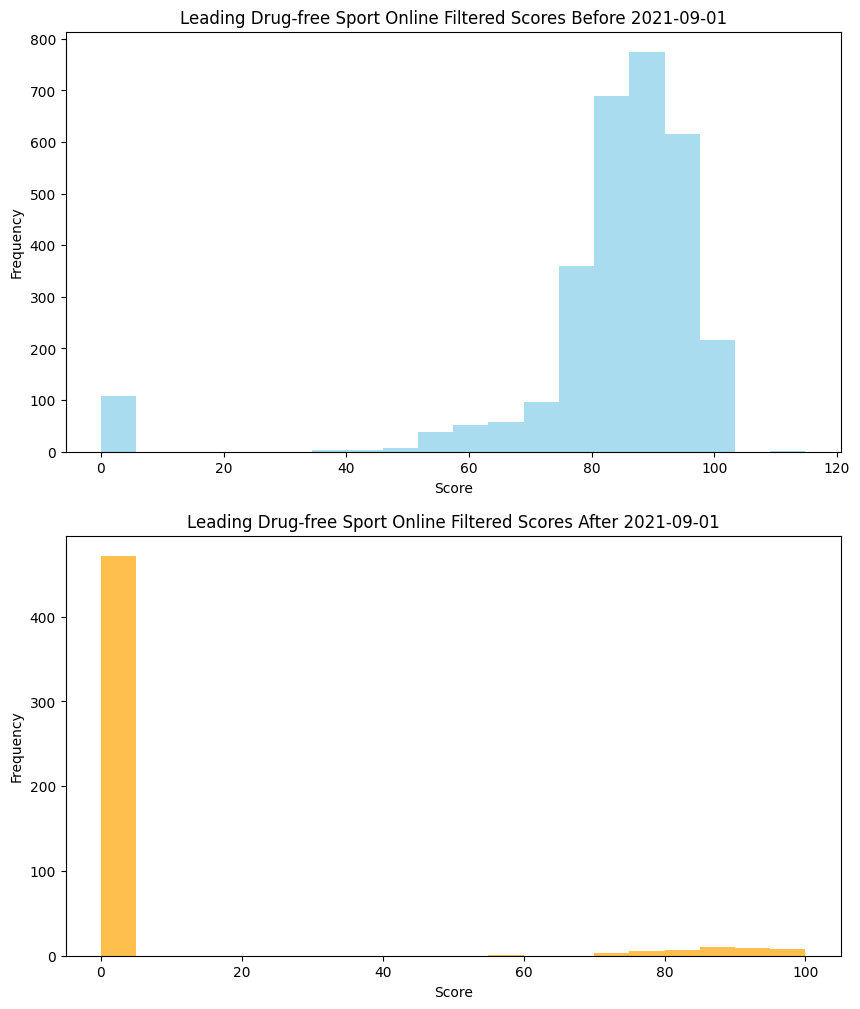 Leading Drug-free Sport Online Filtered Scores Before 2021-09-01
800
700
600
500
400
300
200
100
0
Frequency
0 20 40 60 80 100 120
Score
Leading Drug-free Sport Online Filtered Scores After 2021-09-01
400
300
200
100
0
Frequency
0 20 40 60 80 100
Score